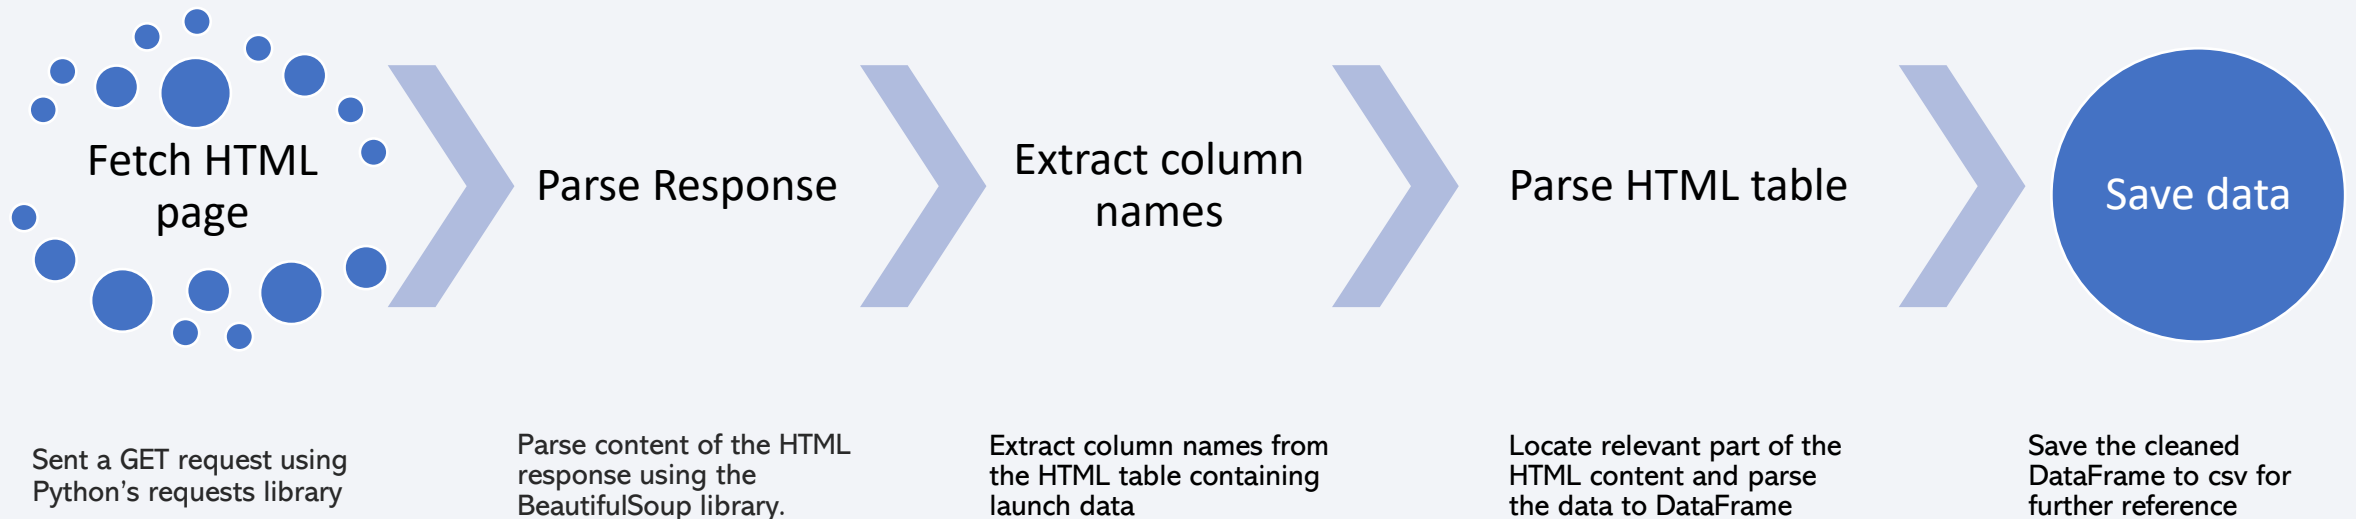 Fetch HTML
page
Parse Response
Extract column
names
Parse HTML table
Save data
Sent a GET request using
Python’s requests library
Parse content of the HTML
response using the
BeautifulSoup library.
Extract column names from
the HTML table containing
launch data
Locate relevant part of the
HTML content and parse
the data to DataFrame
Save the cleaned
DataFrame to csv for
further reference